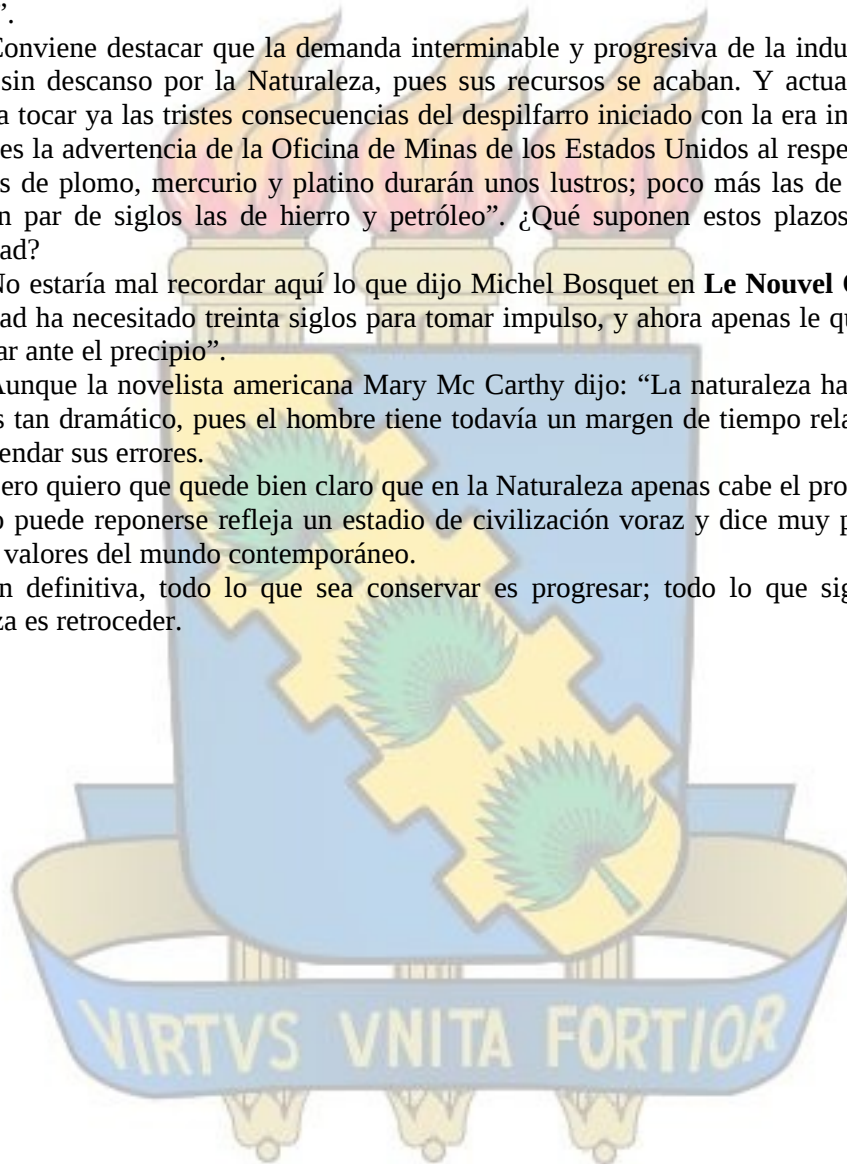 ”.
Conviene destacar que la demanda interminable y progresiva de la indu
sin descanso por la Naturaleza, pues sus recursos se acaban. Y actua
a tocar ya las tristes consecuencias del despilfarro iniciado con la era in
es la advertencia de la Oficina de Minas de los Estados Unidos al respe
s de plomo, mercurio y platino durarán unos lustros; poco más las de
n par de siglos las de hierro y petróleo”. ¿Qué suponen estos plazos
ad?
No estaría mal recordar aquí lo que dijo Michel Bosquet en Le Nouvel
ad ha necesitado treinta siglos para tomar impulso, y ahora apenas le qu
ar ante el precipio”.
Aunque la novelista americana Mary Mc Carthy dijo: “La naturaleza ha
s tan dramático, pues el hombre tiene todavía un margen de tiempo rela
endar sus errores.
ero quiero que quede bien claro que en la Naturaleza apenas cabe el pro
o puede reponerse refleja un estadio de civilización voraz y dice muy p
valores del mundo contemporáneo.
n definitiva, todo lo que sea conservar es progresar; todo lo que sig
za es retroceder.
VIRTVS VNITA FORTIOR